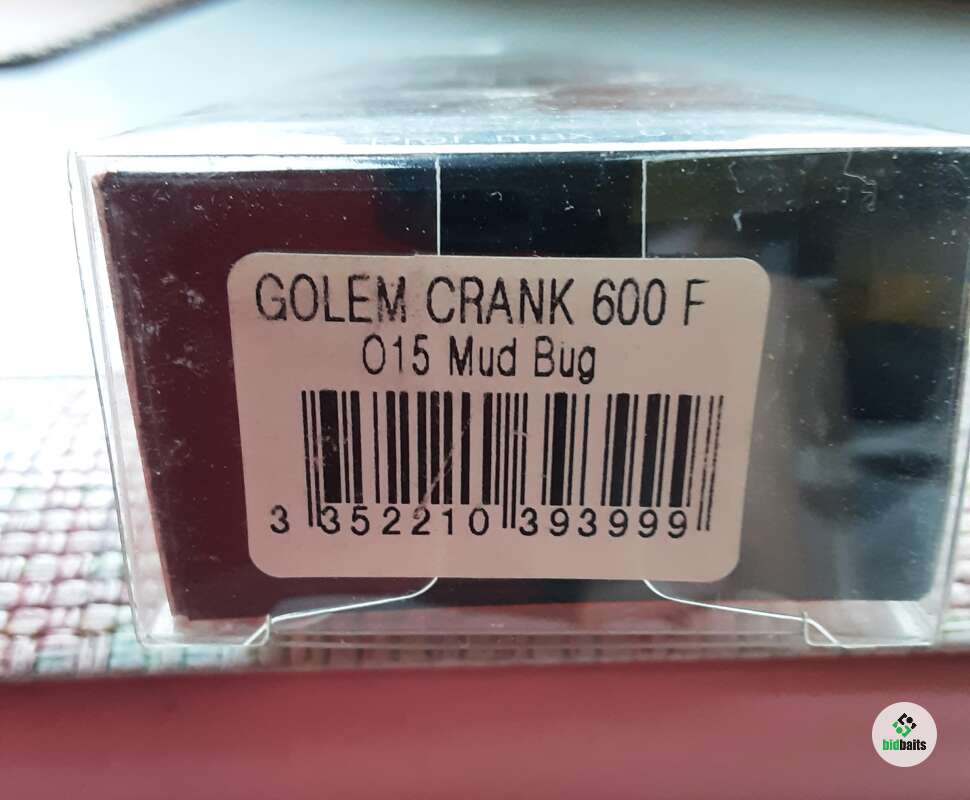 GOLEM CRANK 600 F
015 Mud Bug
3 352210 393999
bidbaits